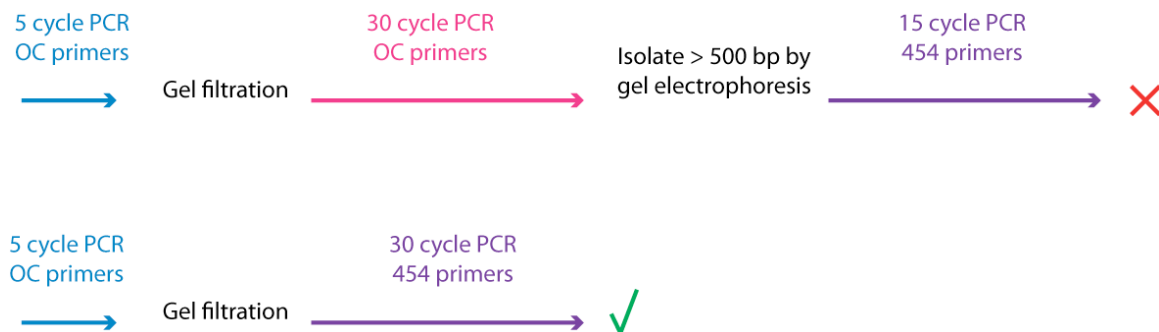 5 cycle PCR
OC primers
Gel filtration
30 cycle PCR
OC primers
Isolate > 500 bp by
gel electrophoresis
15 cycle PCR
454 primers
5 cycle PCR
OC primers
Gel filtration
30 cycle PCR
454 primers